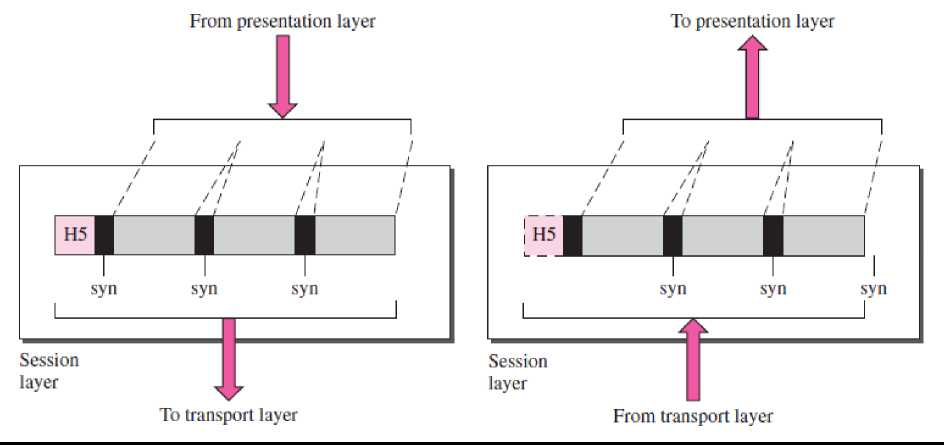 From presentation layer
To presentation layer
H5
H5
syn
syn
syn
syn
syn
syn
Session
layer
Session
layer
To transport layer
From transport layer